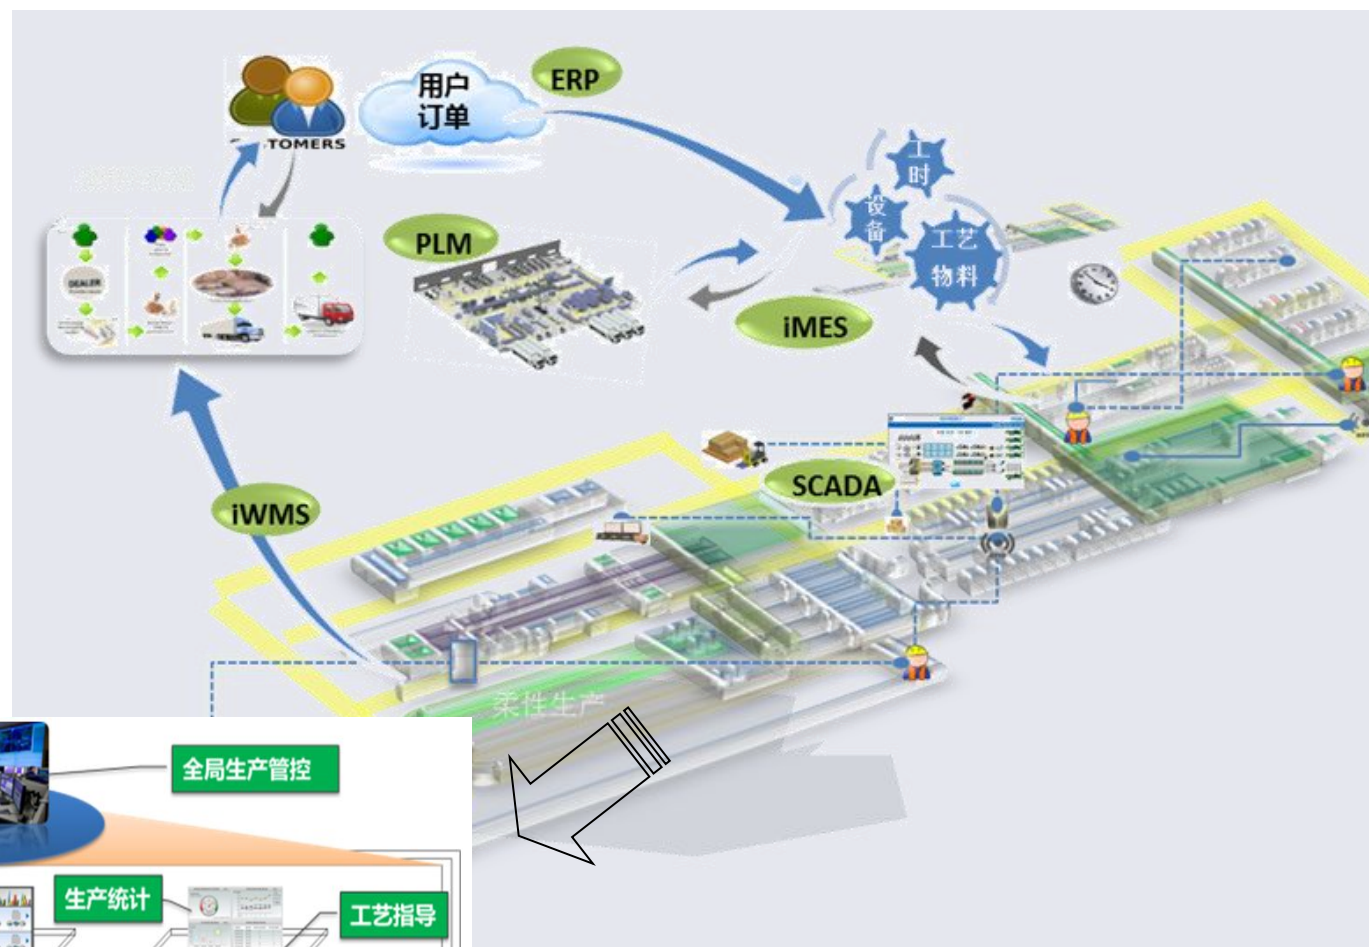 用户
订单
ERP
TOMERS
工
时
设
备
工艺
物料
PLM
DEALER
iMES
SCADA
iWMS
柔性生产
全局生产管控
生产统计
工艺指导